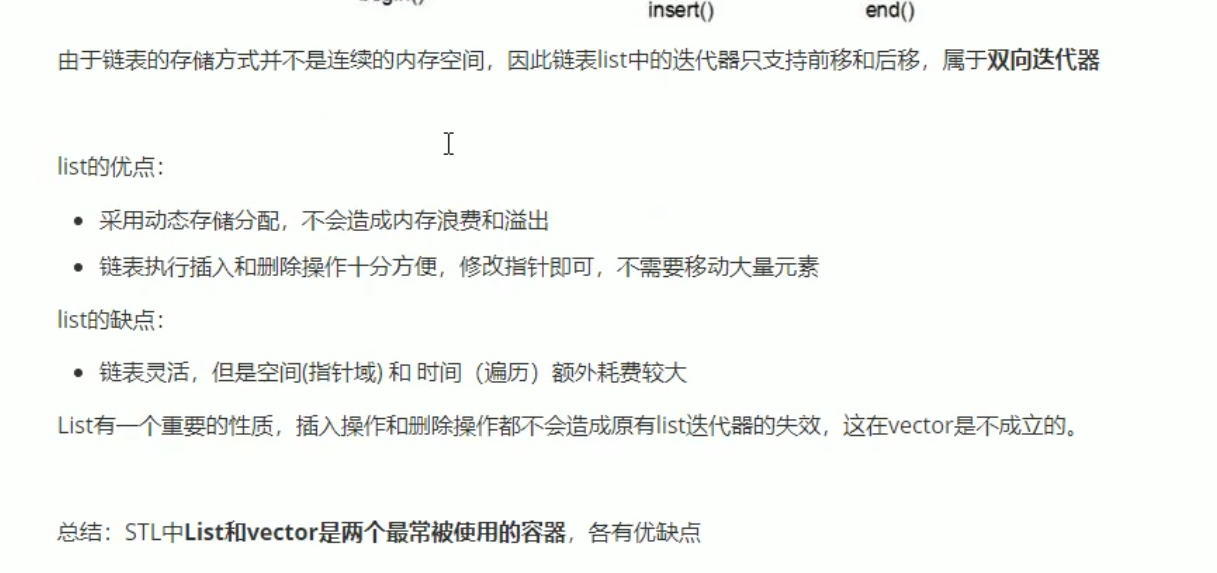 insert() end()
由于链表的存储方式并不是连续的内存空间，因此链表list中的迭代器只支持前移和后移，属于双向迭代器
list的优点：
采用动态存储分配，不会造成内存浪费和溢出
链表执行插入和删除操作十分方便，修改指针即可，不需要移动大量元素
list的缺点：
链表灵活，但是空间(指针域) 和 时间（遍历）额外耗费较大
List有一个重要的性质，插入操作和删除操作都不会造成原有list迭代器的失效，这在vector是不成立的。
总结：STL中List和vector是两个最常被使用的容器，各有优缺点